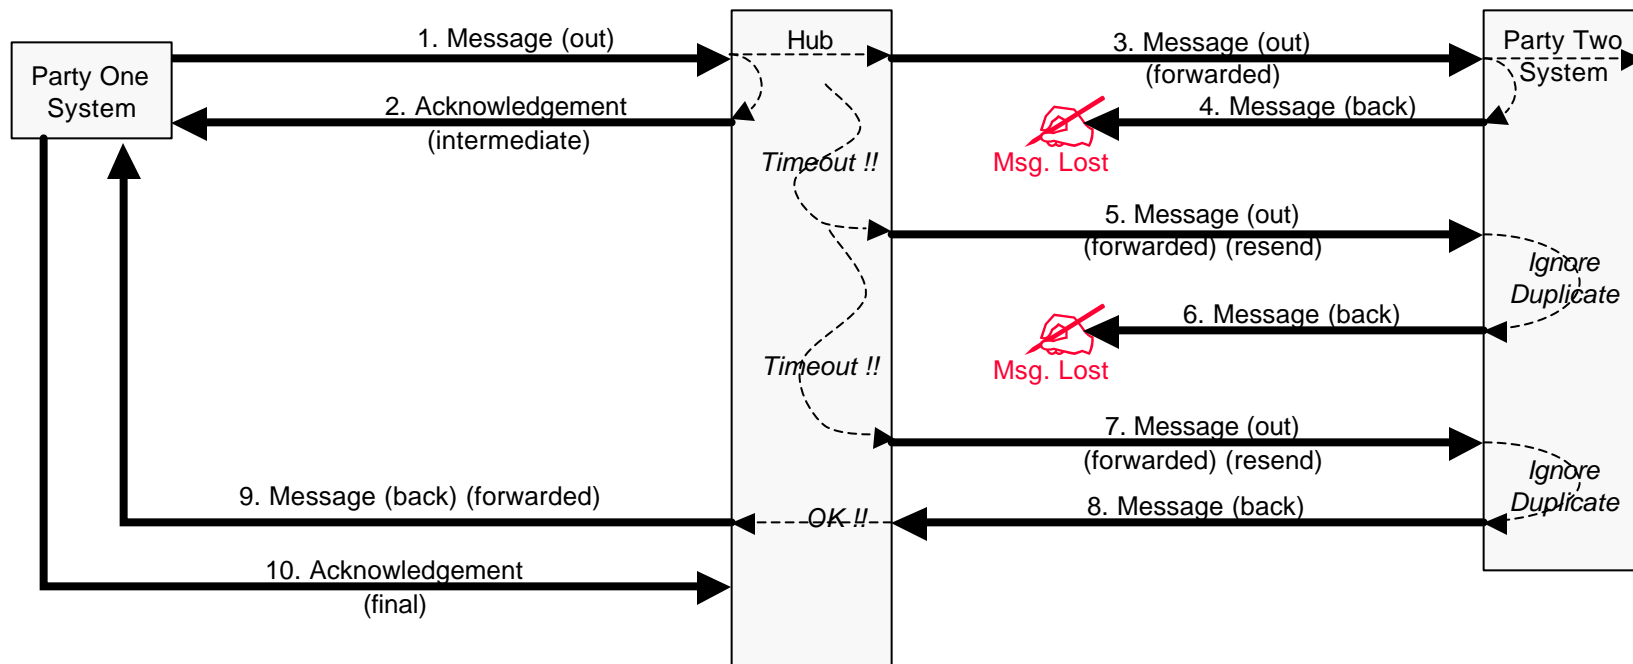 Party One
System
1. Message (out)
2. Acknowledgement
(intermediate)
Hub
3. Message (out)
(forwarded)
Party Two
System
4. Message (back)
Msg. Lost
Timeout !!
5. Message (out)
(forwarded) (resend)
Ignore
Duplicate
6. Message (back)
Msg. Lost
Timeout !!
7. Message (out)
(forwarded) (resend)
Ignore
Duplicate
8. Message (back)
OK !!
9. Message (back) (forwarded)
10. Acknowledgement
(final)